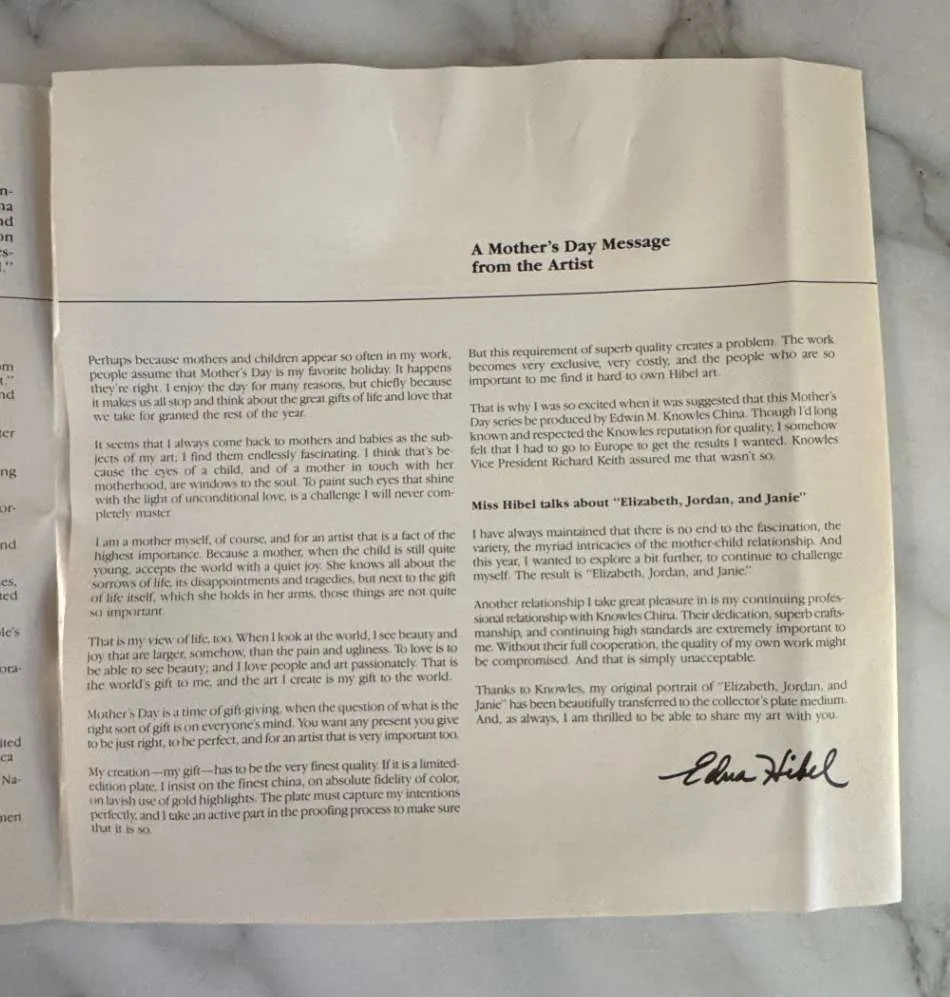 n-
na
nd
on
es-
."
om
t."
nd
ter
ng
or-
nd
es,
ted
ple's
ora-
ited
ca
Na-
men
A Mother's Day Message
from the Artist
Perhaps because mothers and children appear so often in my work,
people assume that Mother's Day is my favorite holiday. It happens
they're right. I enjoy the day for many reasons, but chiefly because
it makes us all stop and think about the great gifts of life and love that
we take for granted the rest of the year.
It seems that I always come back to mothers and babies as the sub-
jects of my art; I find them endlessly fascinating. I think that's be-
cause the eyes of a child, and of a mother in touch with her
motherhood, are windows to the soul. To paint such eyes that shine
with the light of unconditional love, is a challenge I will never com-
pletely master.
I am a mother myself, of course, and for an artist that is a fact of the
highest importance. Because a mother, when the child is still quite
young, accepts the world with a quiet joy. She knows all about the
sorrows of life, its disappointments and tragedies, but next to the gift
of life itself, which she holds in her arms, those things are not quite
so important.
That is my view of life, too. When I look at the world, I see beauty and
joy that are larger, somehow, than the pain and ugliness. To love is to
be able to see beauty; and I love people and art passionately. That is
the world's gift to me, and the art I create is my gift to the world.
Mother's Day is a time of gift-giving, when the question of what is the
right sort of gift is on everyone's mind. You want any present you give
to be just right, to be perfect, and for an artist that is very important too.
My creation—my gift—has to be the very finest quality. If it is a limited-
edition plate, I insist on the finest china, on absolute fidelity of color,
on lavish use of gold highlights. The plate must capture my intentions
perfectly, and I take an active part in the proofing process to make sure
that it is so.
But this requirement of superb quality creates a problem. The work
becomes very exclusive, very costly, and the people who are so
important to me find it hard to own Hibel art.
That is why I was so excited when it was suggested that this Mother's
Day series be produced by Edwin M. Knowles China. Though I'd long
known and respected the Knowles reputation for quality, I somehow
felt that I had to go to Europe to get the results I wanted. Knowles
Vice President Richard Keith assured me that wasn't so.
Miss Hibel talks about "Elizabeth, Jordan, and Janie"
I have always maintained that there is no end to the fascination, the
variety, the myriad intricacies of the mother-child relationship. And
this year, I wanted to explore a bit further, to continue to challenge
myself. The result is "Elizabeth, Jordan, and Janie."
Another relationship I take great pleasure in is my continuing profes-
sional relationship with Knowles China. Their dedication, superb crafts-
manship, and continuing high standards are extremely important to
me. Without their full cooperation, the quality of my own work might
be compromised. And that is simply unacceptable.
Thanks to Knowles, my original portrait of "Elizabeth, Jordan, and
Janie" has been beautifully transferred to the collector's plate medium.
And, as always, I am thrilled to be able to share my art with you.
Edna Hibel